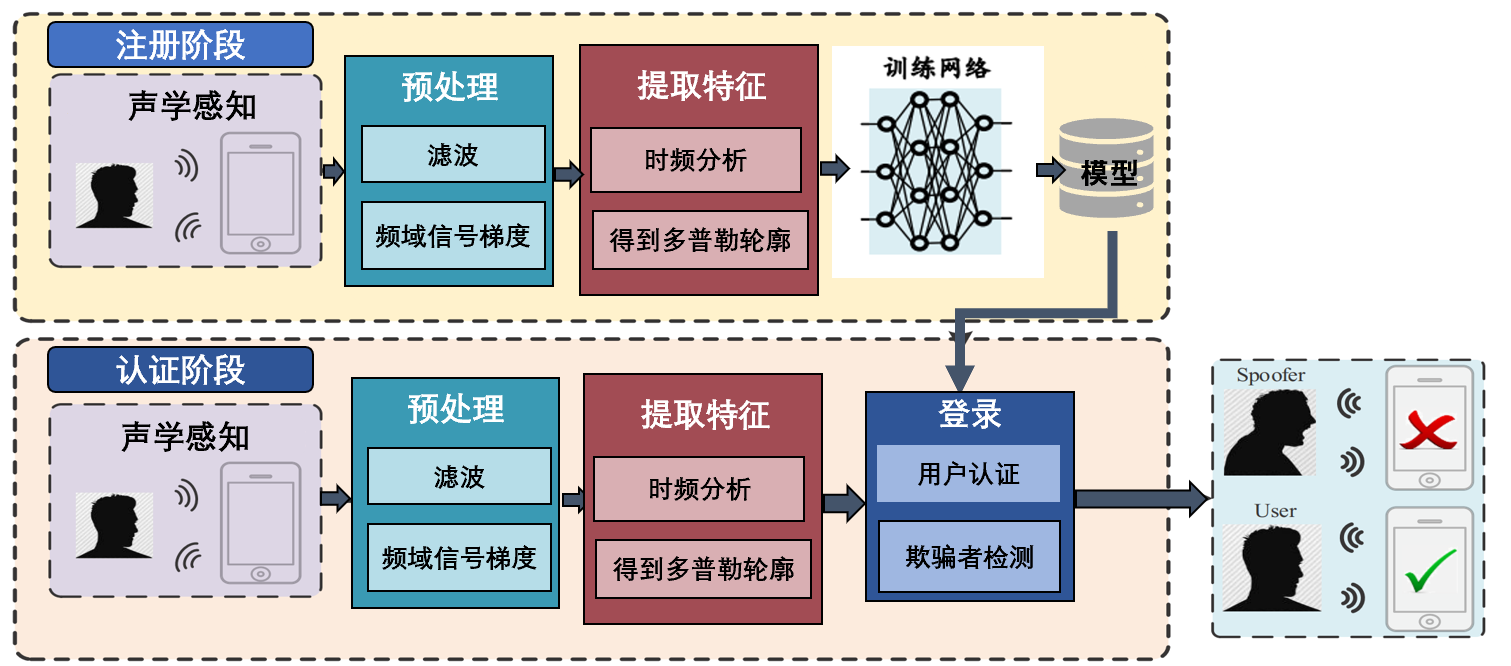 注册阶段
声学感知
预处理
滤波
频域信号梯度
提取特征
时频分析
得到多普勒轮廓
训练网络
模型
认证阶段
声学感知
预处理
滤波
频域信号梯度
提取特征
时频分析
得到多普勒轮廓
登录
用户认证
欺骗者检测
Spoofer
User